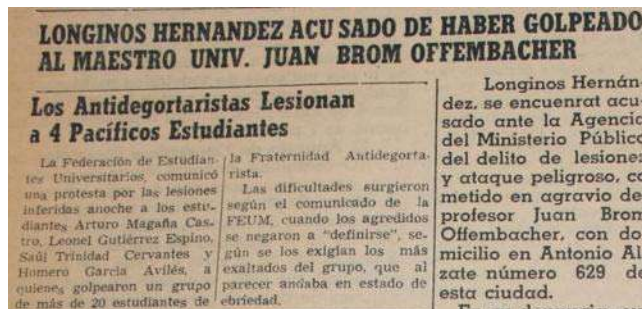 LONGINOS HERNANDEZ ACU SADO DE HABER GOLPEADO
AL MAESTRO UNIV. JUAN BROM OFFEMBACHER
Los Antidegortaristas Lesionan
a 4 Pacíficos Estudiantes
La Federación de Estudian-
tes Universitarios, comunicó
una protesta por las lesiones
inferidas anoche a los estu-
diantes Arturo Magaña Cas-
tro, Leonel Gutiérrez Espino,
Saúl Trinidad Cervantes y
Homero García Avilés, a
quienes golpearon un grupo
de más de 20 estudiantes de
la Fraternidad Antidegorta-
rista.
Las dificultades surgieron
según el comunicado de la
FEUM, cuando los agredidos
se negaron a "definirse", se-
gún se los exigían los más
exaltados del grupo, que al
parecer andaba en estado de
ebriedad.
Longinos Hernán-
dez, se encuenrat acu
sado ante la Agencia
del Ministerio Público
del delito de lesiones
y ataque peligroso, co
metido en agravio del
profesor Juan Brom
Offembacher, con do
micilio en Antonio Al
zate número 629 de
esta ciudad.